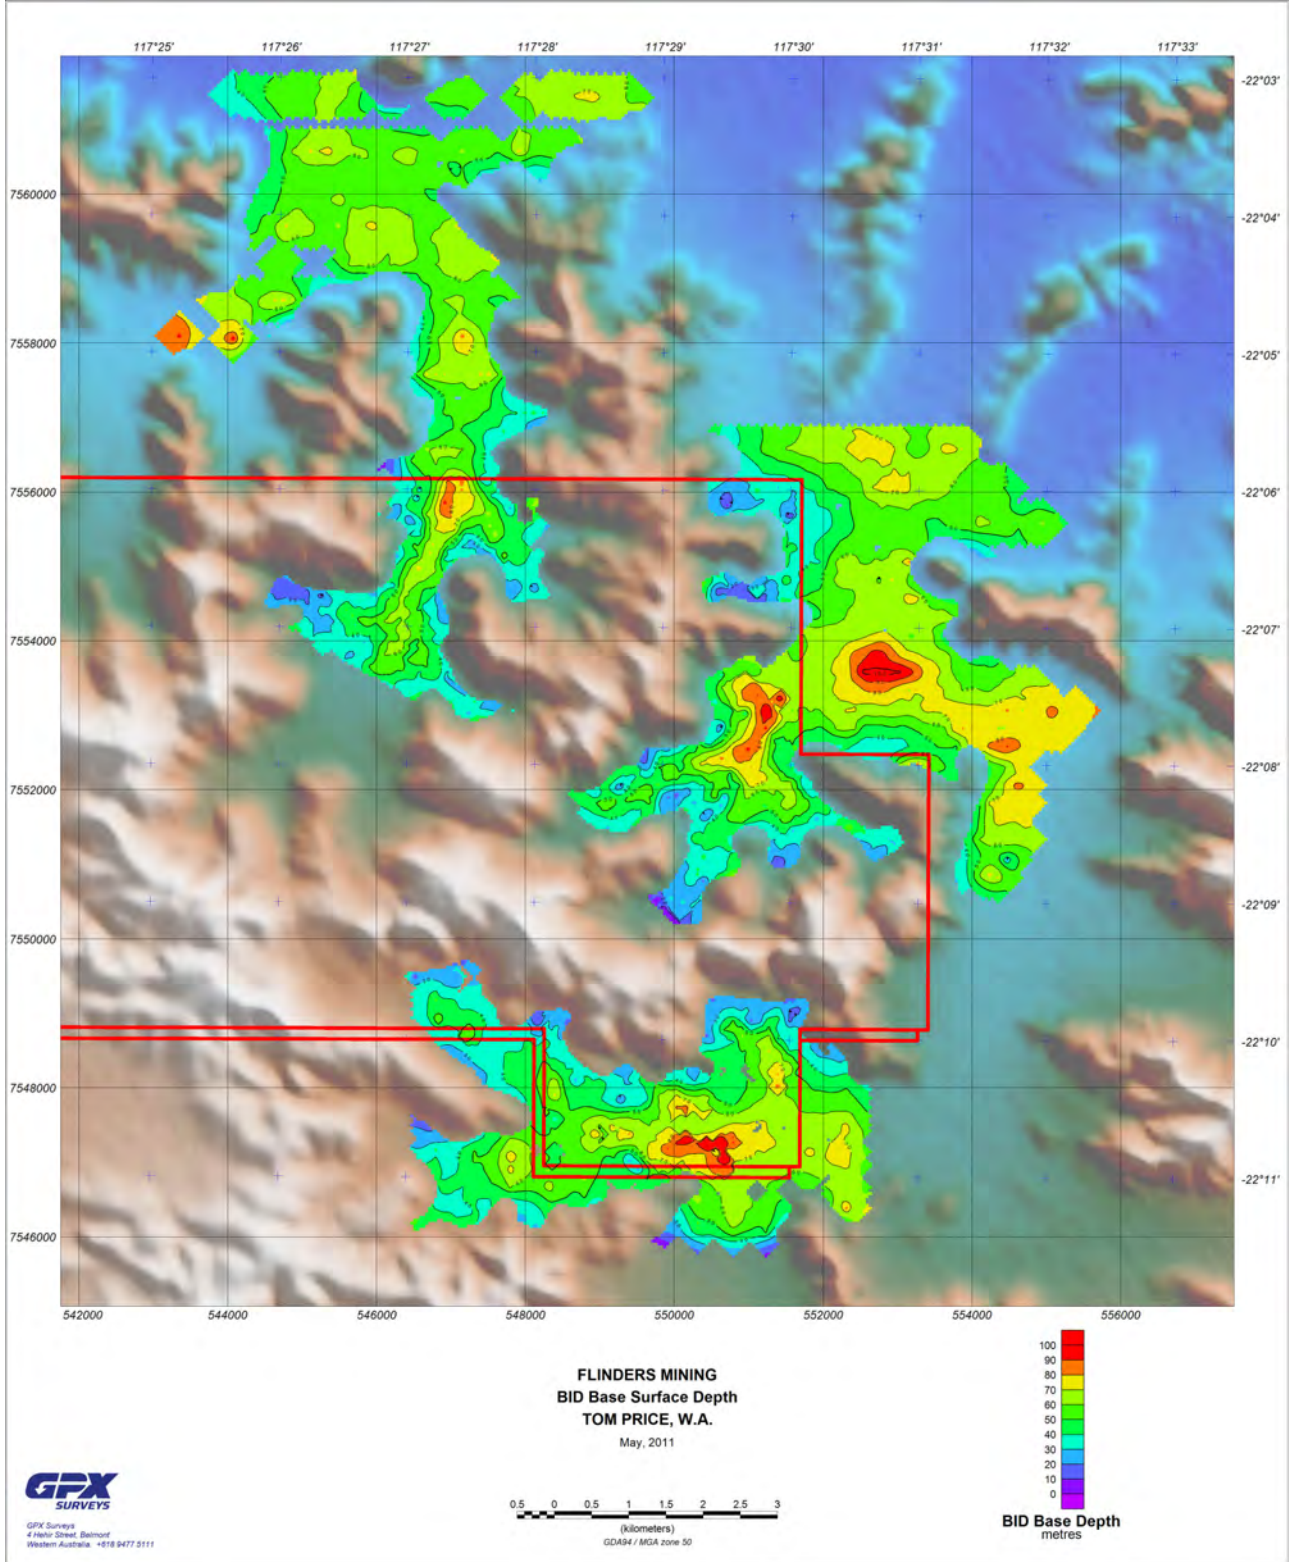 117°25' 117°26' 117°27' 117°28' 117°29' 117°30' 117°31' 117°32' 117°33'
-22°03'
7560000
-22°04'
7558000
-22°05'
7556000
-22°06'
7554000
-22°07'
7552000
-22°08'
7550000
-22°09'
7548000
-22°10'
7546000
-22°11'
542000 544000 546000 548000 550000 552000 554000 556000
FLINDERS MINING
BID Base Surface Depth
TOM PRICE, W.A.
May, 2011
100
90
80
70
60
50
40
30
20
10
0
BID Base Depth
metres
0.5 0 0.5 1 1.5 2 2.5 3
(kilometers)
GDA94 / MGA zone 50
GPX
SURVEYS
GPX Surveys
4 Hehir Street, Belmont
Western Australia. +618 9477 5111